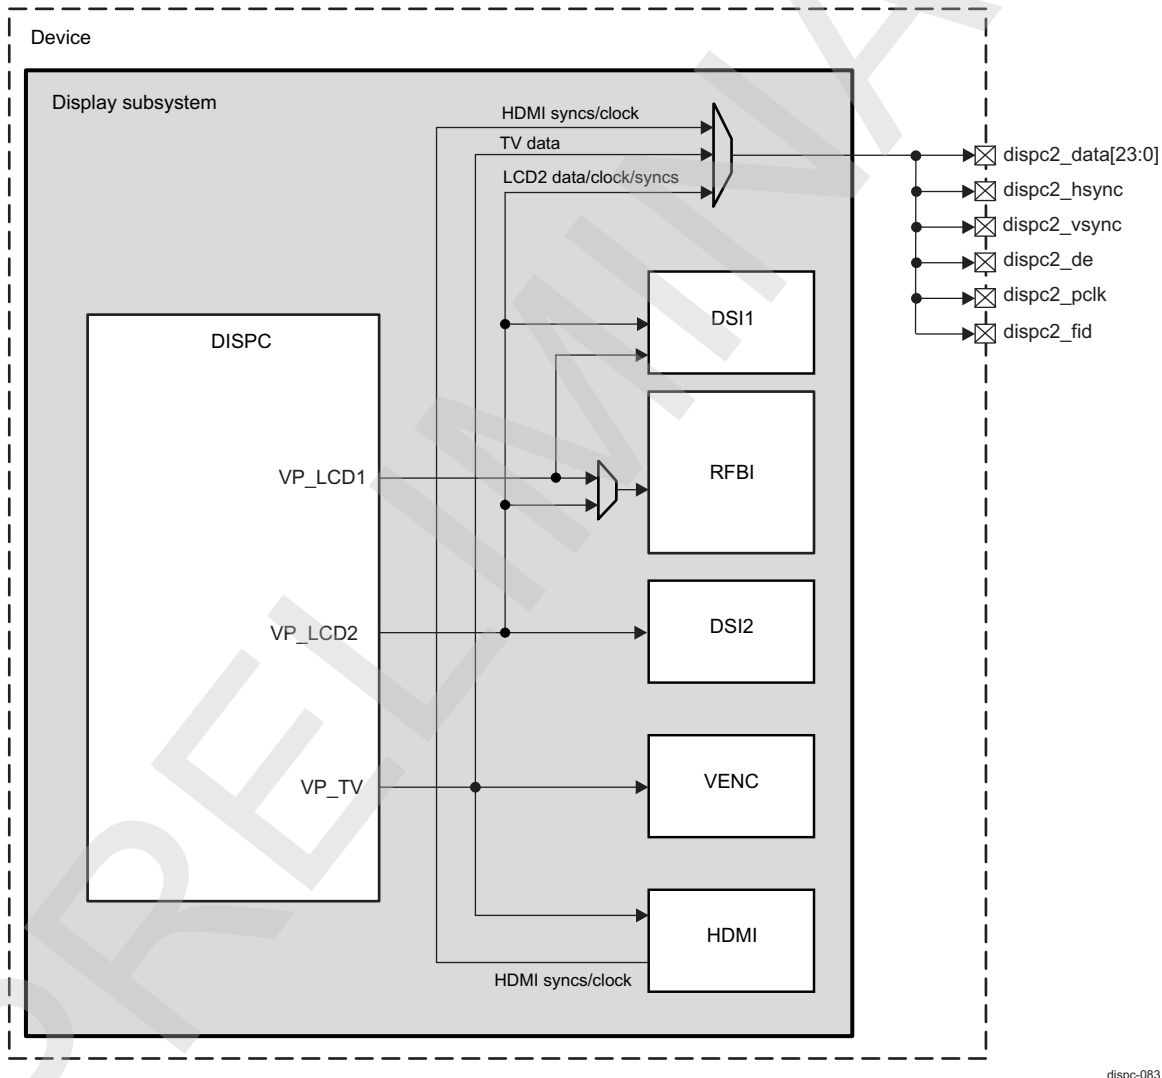 Device
Display subsystem
HDMI syncs/clock
TV data
LCD2 data/clock/syncs
dispc2_data[23:0]
dispc2_hsync
dispc2_vsync
dispc2_de
dispc2_pclk
dispc2_fid
DISPC
DSI1
VP_LCD1
RFBI
VP_LCD2
DSI2
VP_TV
VENC
HDMI
HDMI syncs/clock
dispc-083
PRELIMINA